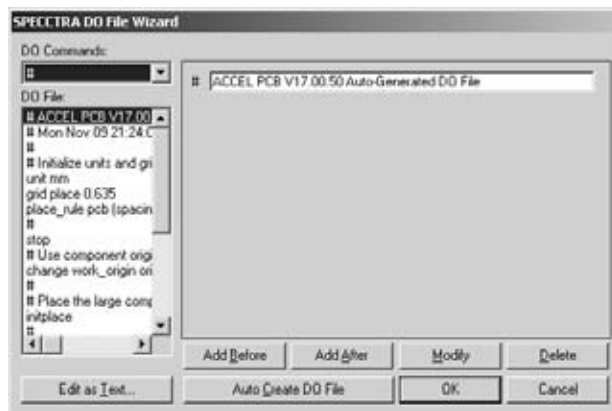 SPECCTRA DO File Wizard
DO Commands:
#
# ACCEL PCB V17.00.50 Auto-Generated DO File
DO File:
# ACCEL PCB V17.00
# Mon Nov 09 21:24:
#
# Initialize units and gri
unit mm
grid place 0.635
place_rule pcb (spacin
#
stop
# Use component origi
change work_origin ori
#
# Place the large comp
initplace
#
Add Before
Add After
Modify
Delete
Edit as Text...
Auto Create DO File
OK
Cancel